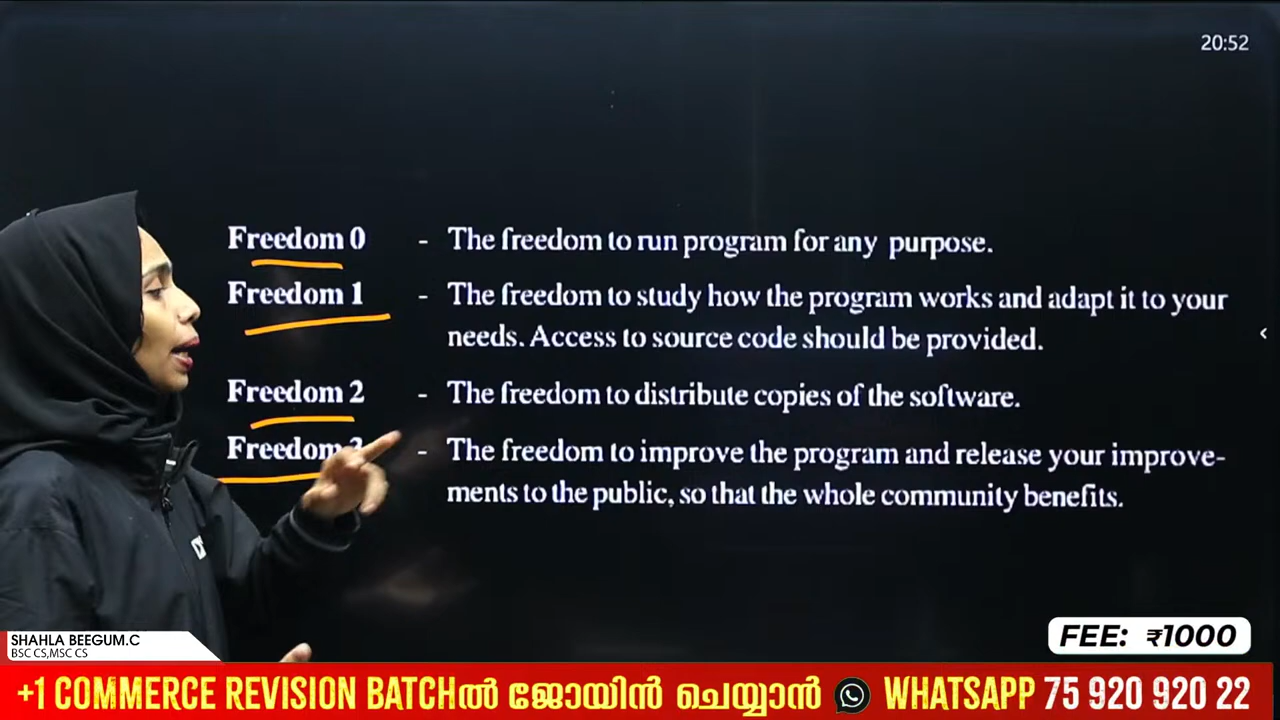 20:52
Freedom 0 - The freedom to run program for any purpose.
Freedom 1 - The freedom to study how the program works and adapt it to your
needs. Access to source code should be provided.
Freedom 2 - The freedom to distribute copies of the software.
Freedom - The freedom to improve the program and release your improve-
ments to the public, so that the whole community benefits.
SHAHLA BEEGUM.C
BSC CS,MSC CS
FEE: ₹1000
+1 COMMERCE REVISION BATCHൽ ജോയിൻ ചെയ്യാൻ WHATSAPP 75 920 920 22